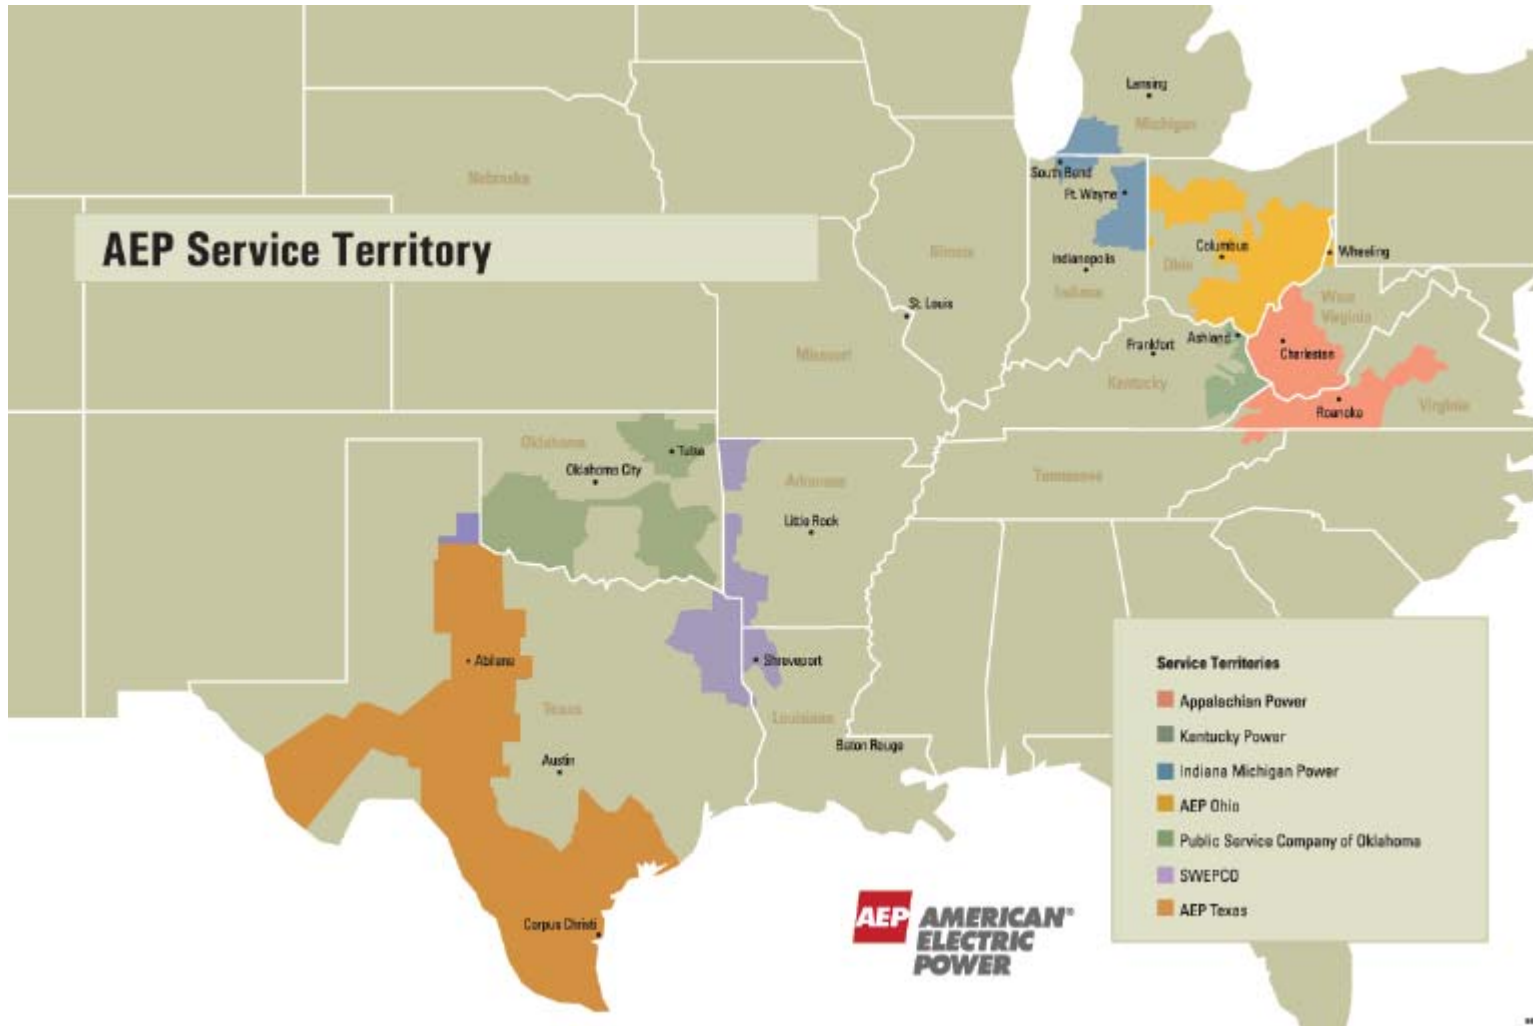 Lansing
Michigan
Nebraska
South Bend
Ft. Wayne
AEP Service Territory
Columbus
Wheeling
Illinois
Indianapolis
Ohio
Indiana
West
Virginia
St. Louis
Missouri
Frankfort
Ashland
Charleston
Kentucky
Roanoke
Virginia
Oklahoma
Tulsa
Oklahoma City
Arkansas
Tennessee
Little Rock
Abilene
Shreveport
Texas
Louisiana
Baton Rouge
Austin
Corpus Christi
Service Territories
Appalachian Power
Kentucky Power
Indiana Michigan Power
AEP Ohio
Public Service Company of Oklahoma
SWEPCO
AEP Texas
AEP AMERICAN®
ELECTRIC
POWER